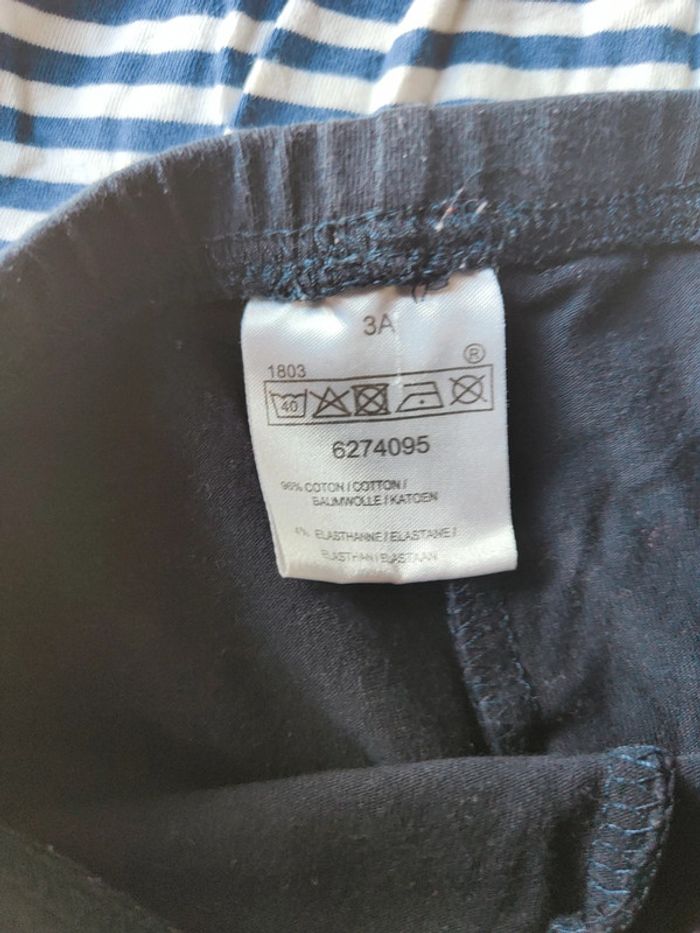 3A
1803
®
40
6274095
96% COTON / COTTON /
BAUMWOLLE / KATOEN
4% ELASTHANNE / ELASTANE /
ELASTHAN / ELASTAAN